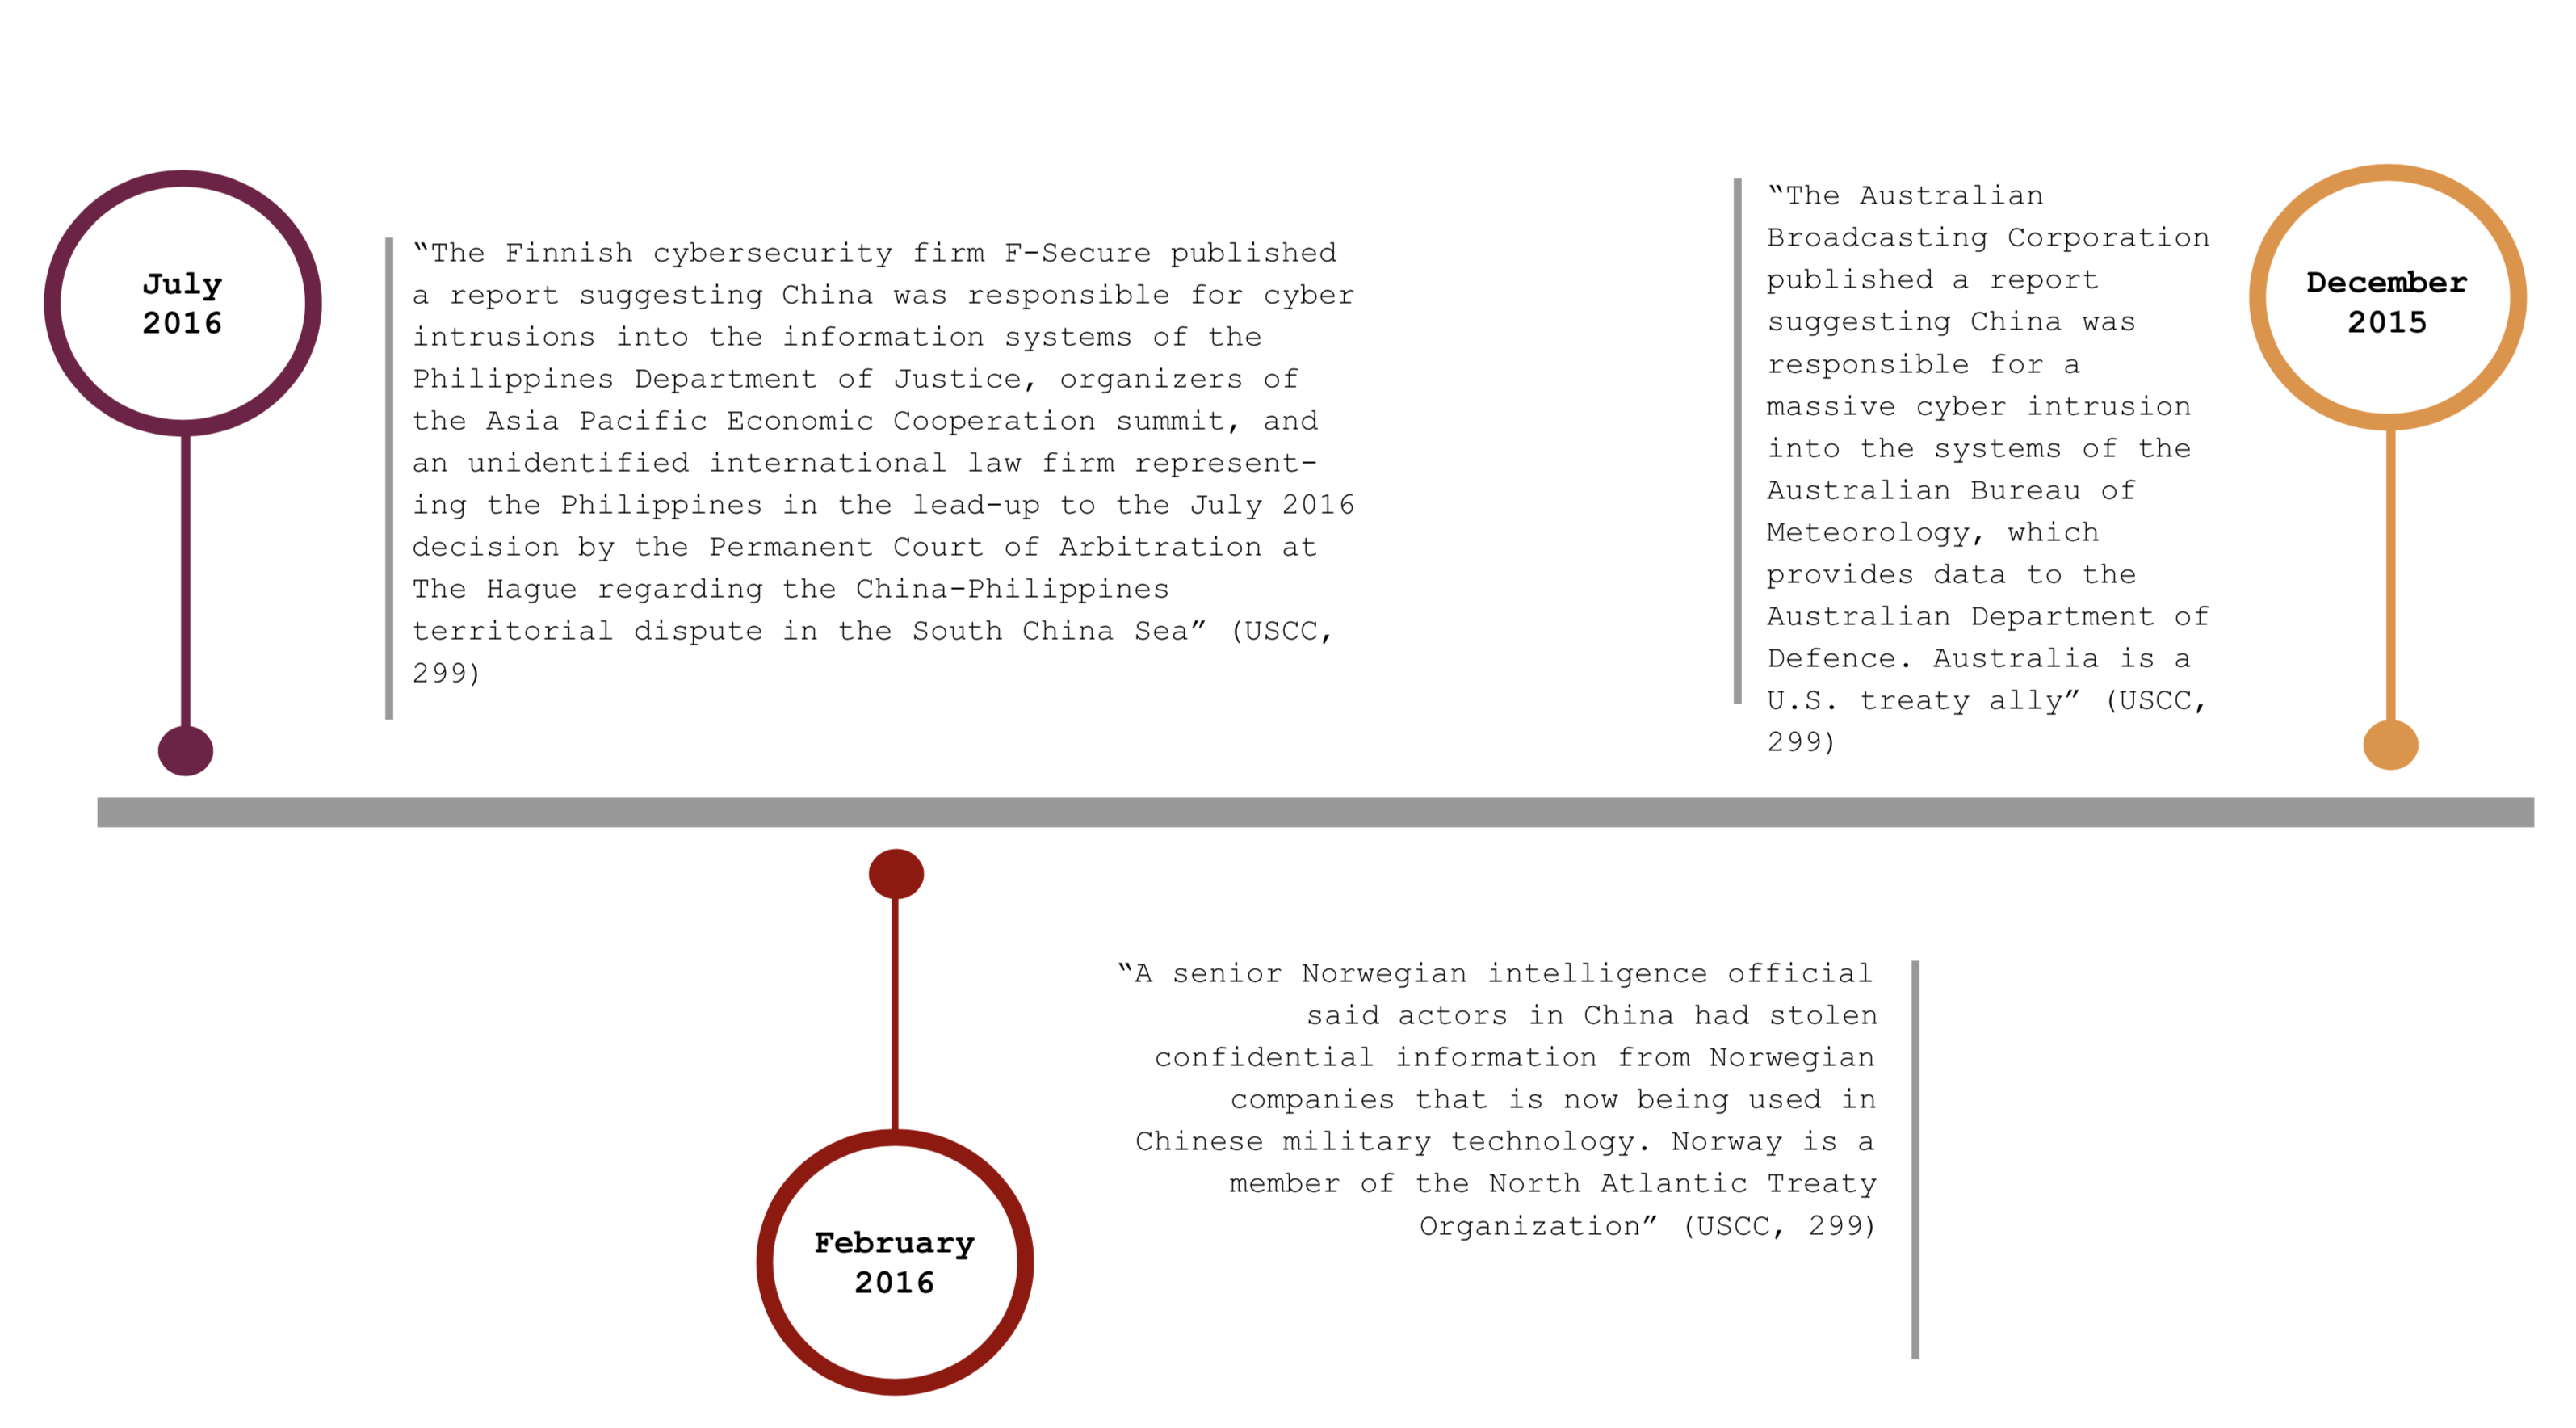 July
2016
“The Finnish cybersecurity firm F-Secure published
a report suggesting China was responsible for cyber
intrusions into the information systems of the
Philippines Department of Justice, organizers of
the Asia Pacific Economic Cooperation summit, and
an unidentified international law firm represent-
ing the Philippines in the lead-up to the July 2016
decision by the Permanent Court of Arbitration at
The Hague regarding the China-Philippines
territorial dispute in the South China Sea” (USCC,
299)
“The Australian
Broadcasting Corporation
published a report
suggesting China was
responsible for a
massive cyber intrusion
into the systems of the
Australian Bureau of
Meteorology, which
provides data to the
Australian Department of
Defence. Australia is a
U.S. treaty ally” (USCC,
299)
December
2015
February
2016
“A senior Norwegian intelligence official
said actors in China had stolen
confidential information from Norwegian
companies that is now being used in
Chinese military technology. Norway is a
member of the North Atlantic Treaty
Organization” (USCC, 299)